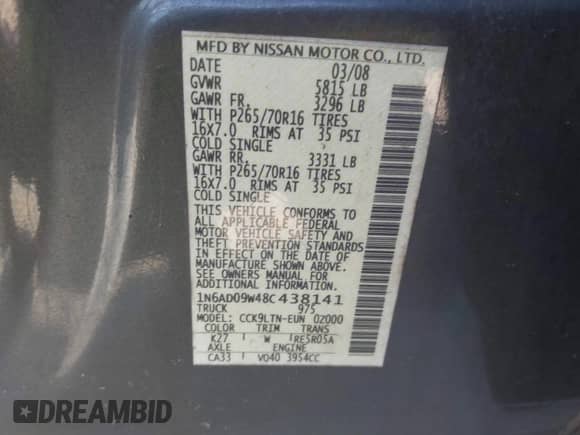 MFD BY NISSAN MOTOR CO., LTD.
DATE 03/08
GVWR 5815 LB
GAWR FR. 3296 LB
WITH P265/70R16 TIRES
16X7.0 RIMS AT 35 PSI
COLD SINGLE
GAWR RR. 3331 LB
WITH P265/70R16 TIRES
16X7.0 RIMS AT 35 PSI
COLD SINGLE
THIS VEHICLE CONFORMS TO
ALL APPLICABLE FEDERAL
MOTOR VEHICLE SAFETY AND
THEFT PREVENTION STANDARDS
IN EFFECT ON THE DATE OF
MANUFACTURE SHOWN ABOVE.
SEE OWNERS MANUAL FOR
ADDITIONAL INFORMATION
1N6AD09W48C438141
TRUCK 975
MODEL: CCK9LTN-EUN 02000
COLOR TRIM TRANS
K27 W RE5R05A
AXLE ENGINE
CA33 VQ40 3954CC
DREAMBID